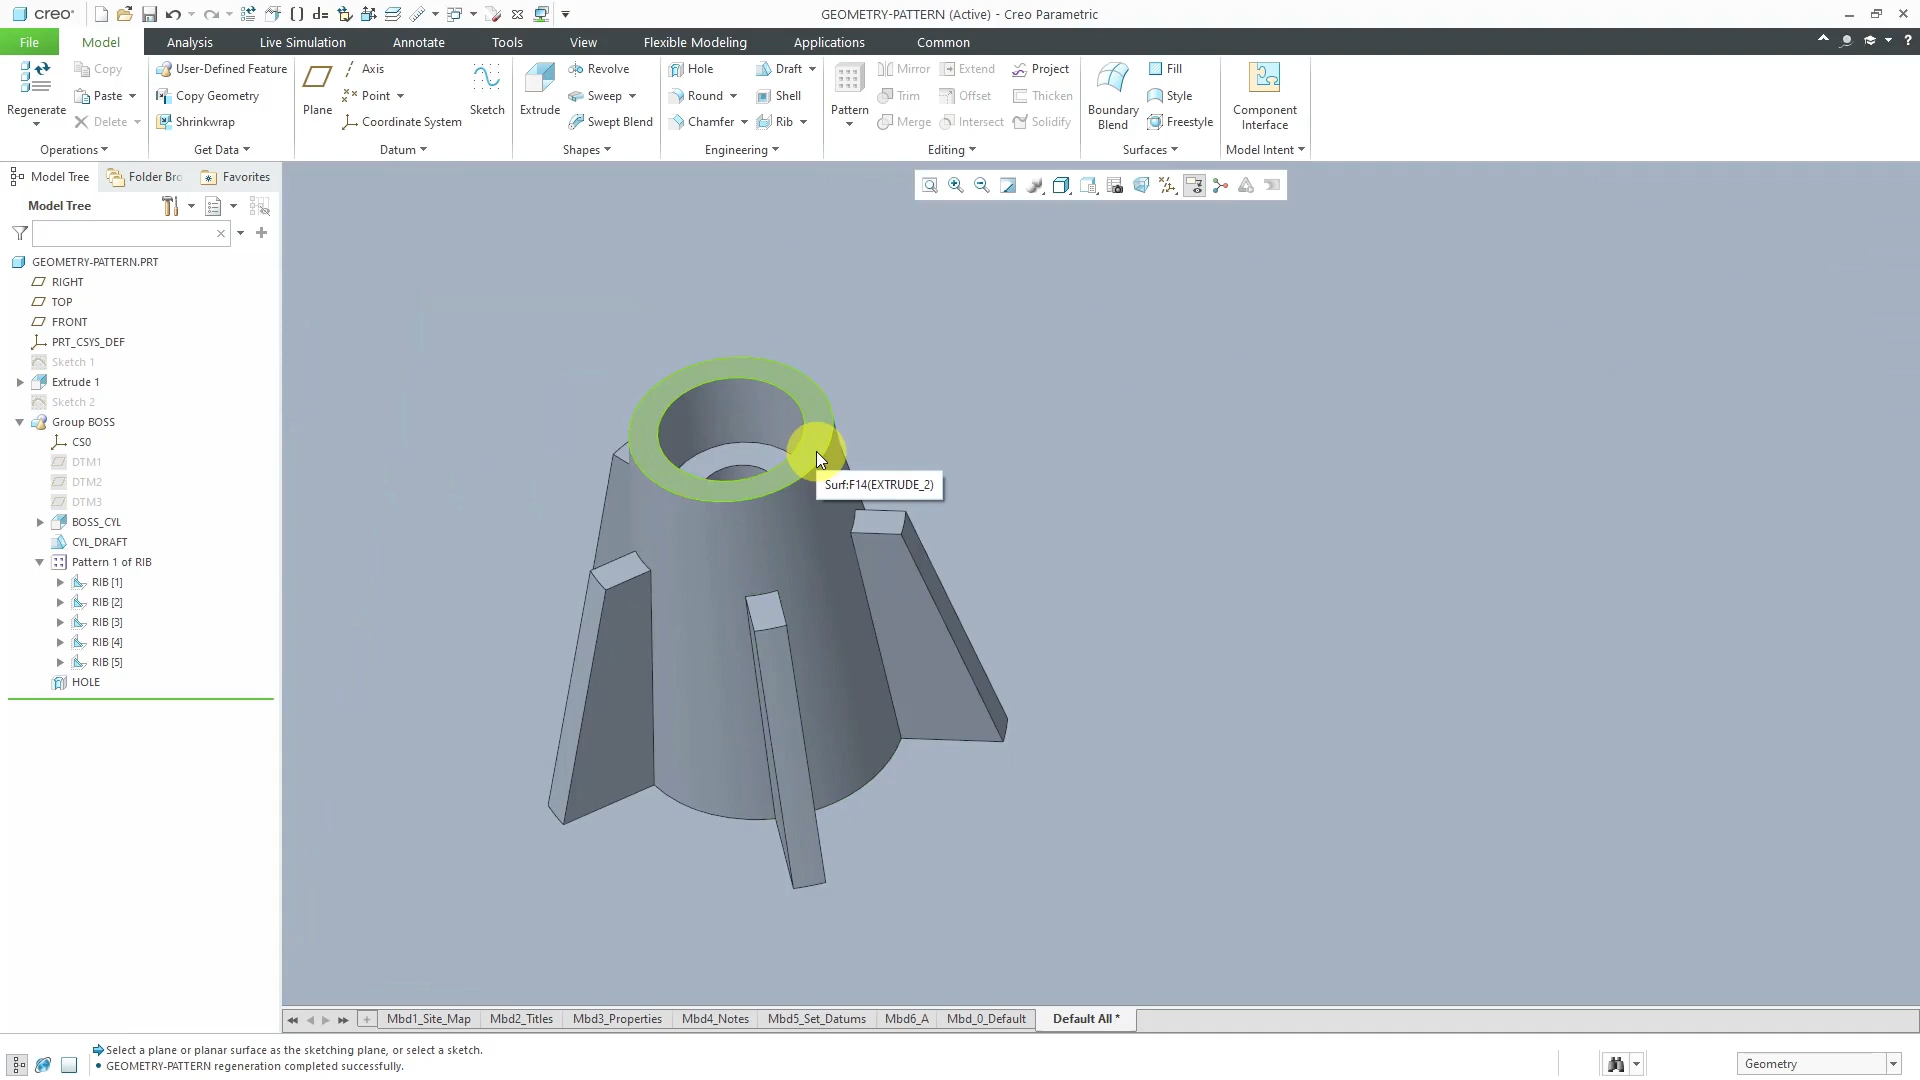 creo
GEOMETRY-PATTERN (Active) - Creo Parametric
File
Model
Analysis
Live Simulation
Annotate
Tools
View
Flexible Modeling
Applications
Common
Regenerate
Copy
Paste
Delete
Operations
User-Defined Feature
Copy Geometry
Shrinkwrap
Get Data
Plane
Axis
Point
Coordinate System
Sketch
Datum
Extrude
Revolve
Sweep
Swept Blend
Shapes
Hole
Round
Chamfer
Draft
Shell
Rib
Engineering
Pattern
Mirror
Trim
Merge
Extend
Offset
Intersect
Project
Thicken
Solidify
Editing
Boundary
Blend
Fill
Style
Freestyle
Surfaces
Component
Interface
Model Intent
Model Tree
Folder Bro
Favorites
Model Tree
GEOMETRY-PATTERN.PRT
RIGHT
TOP
FRONT
PRT_CSYS_DEF
Sketch 1
Extrude 1
Sketch 2
Group BOSS
CS0
DTM1
DTM2
DTM3
BOSS_CYL
CYL_DRAFT
Pattern 1 of RIB
RIB [1]
RIB [2]
RIB [3]
RIB [4]
RIB [5]
HOLE
Surf:F14(EXTRUDE_2)
Mbd1_Site_Map
Mbd2_Titles
Mbd3_Properties
Mbd4_Notes
Mbd5_Set_Datums
Mbd6_A
Mbd_0_Default
Default All *
Select a plane or planar surface as the sketching plane, or select a sketch.
• GEOMETRY-PATTERN regeneration completed successfully.
Geometry